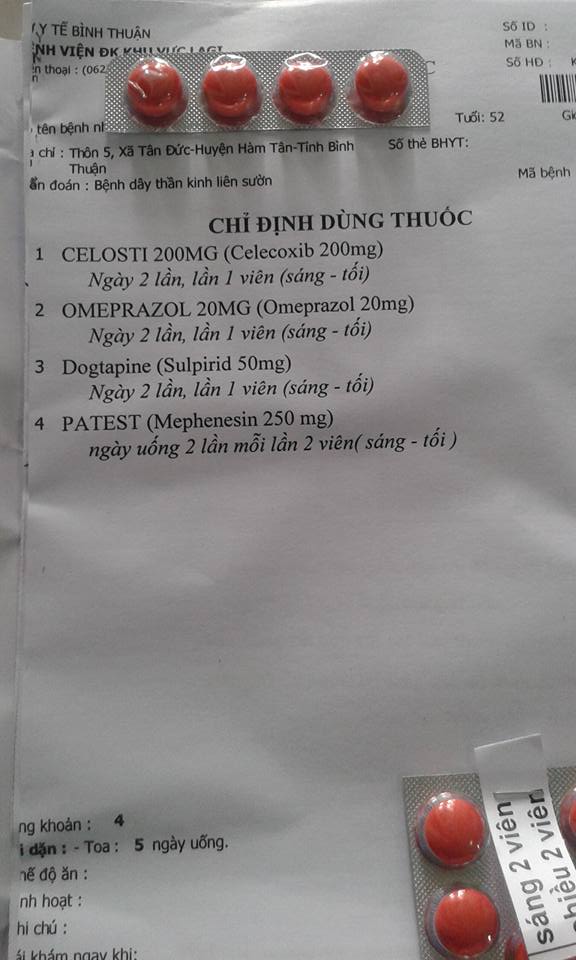 Y TẾ BÌNH THUẬN
NH VIỆN ĐK KHU VỰC LAGI
ện thoại : (062
Số ID :
Mã BN :
Số HĐ : K
tên bệnh nh
Tuổi: 52
chỉ : Thôn 5, Xã Tân Đức-Huyện Hàm Tân-Tỉnh Bình Thuận
Số thẻ BHYT:
ẩn đoán : Bệnh dây thần kinh liên sườn
Mã bệnh
CHỈ ĐỊNH DÙNG THUỐC
1 CELOSTI 200MG (Celecoxib 200mg)
Ngày 2 lần, lần 1 viên (sáng - tối)
2 OMEPRAZOL 20MG (Omeprazol 20mg)
Ngày 2 lần, lần 1 viên (sáng - tối)
3 Dogtapine (Sulpirid 50mg)
Ngày 2 lần, lần 1 viên (sáng - tối)
4 PATEST (Mephenesin 250 mg)
ngày uống 2 lần mỗi lần 2 viên( sáng - tối )
ng khoản : 4
i dặn : - Toa : 5 ngày uống.
hế độ ăn :
nh hoạt :
hi chú :
ái khám ngay khi:
sáng 2 viên
hiều 2 viên